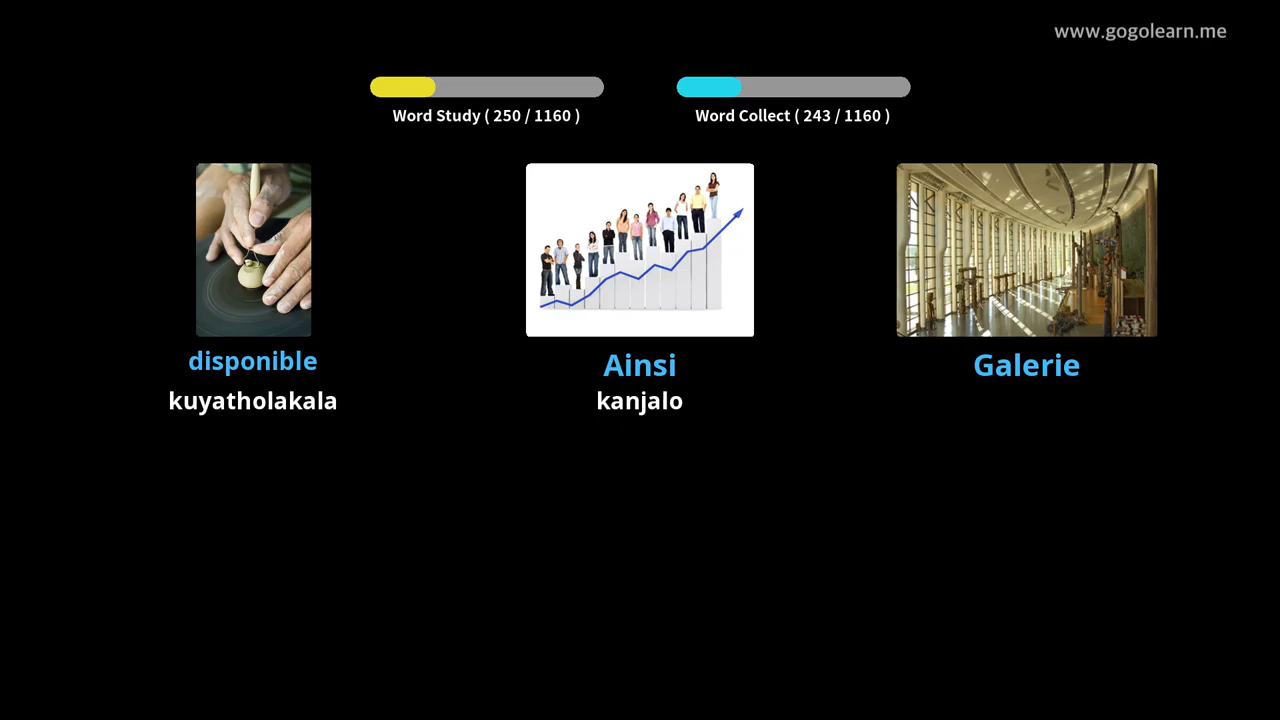 www.gogolearn.me
Word Study ( 250 / 1160 )
Word Collect ( 243 / 1160 )
disponible
kuyatholakala
Ainsi
kanjalo
Galerie